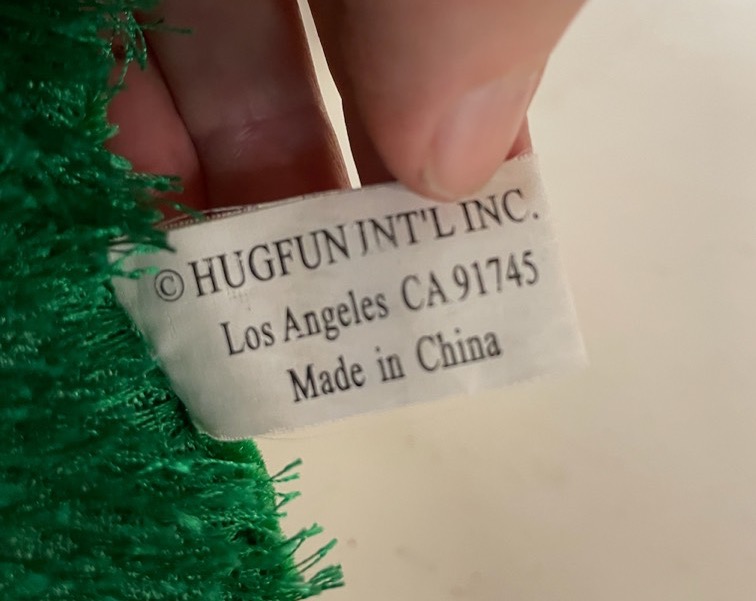 © HUGFUN INT'L INC.
Los Angeles CA 91745
Made in China